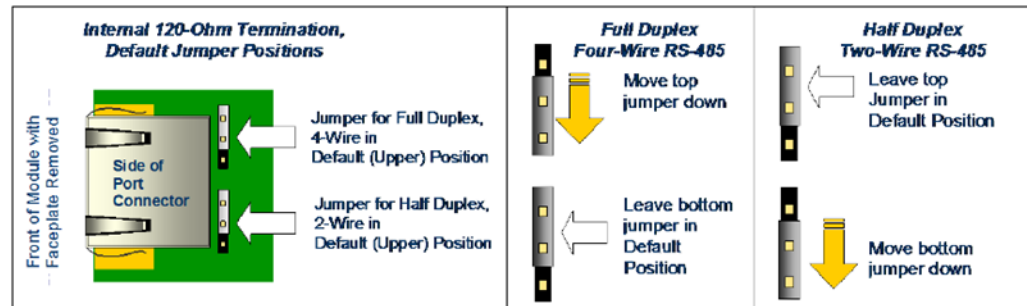 Internal 120-Ohm Termination,
Default Jumper Positions
Front of Module with
Faceplate Removed
Side of
Port
Connector
Jumper for Full Duplex,
4-Wire in
Default (Upper) Position
Jumper for Half Duplex,
2-Wire in
Default (Upper) Position
Full Duplex
Four-Wire RS-485
Move top
jumper down
Leave bottom
jumper in
Default
Position
Half Duplex
Two-Wire RS-485
Leave top
Jumper in
Default Position
Move bottom
jumper down